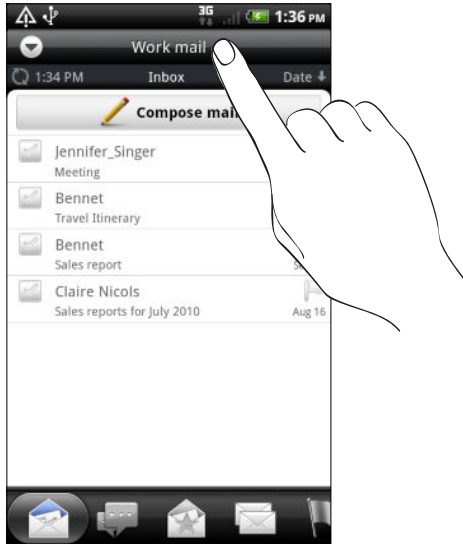 3G
1:36 PM
Work mail
1:34 PM Inbox Date
Compose mail
Jennifer_Singer
Meeting
Bennet
Travel Itinerary
Bennet
Sales report
Claire Nicols
Sales reports for July 2010 Aug 16